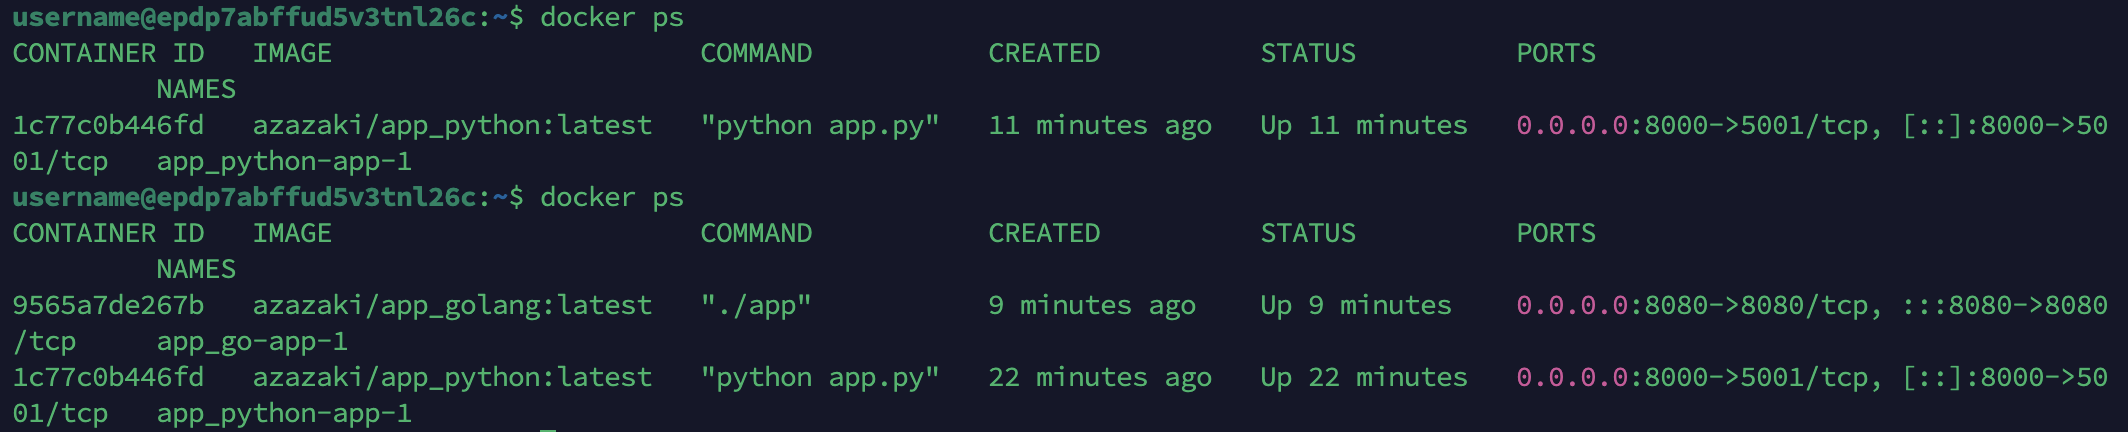 username@epdp7abffud5v3tnl26c:~$ docker ps
CONTAINER ID   IMAGE                       COMMAND           CREATED          STATUS          PORTS
         NAMES
1c77c0b446fd   azazaki/app_python:latest   "python app.py"   11 minutes ago   Up 11 minutes   0.0.0.0:8000->5001/tcp, [::]:8000->50
01/tcp   app_python-app-1
username@epdp7abffud5v3tnl26c:~$ docker ps
CONTAINER ID   IMAGE                       COMMAND           CREATED          STATUS          PORTS
         NAMES
9565a7de267b   azazaki/app_golang:latest   "./app"           9 minutes ago    Up 9 minutes    0.0.0.0:8080->8080/tcp, :::8080->8080
/tcp     app_go-app-1
1c77c0b446fd   azazaki/app_python:latest   "python app.py"   22 minutes ago   Up 22 minutes   0.0.0.0:8000->5001/tcp, [::]:8000->50
01/tcp   app_python-app-1